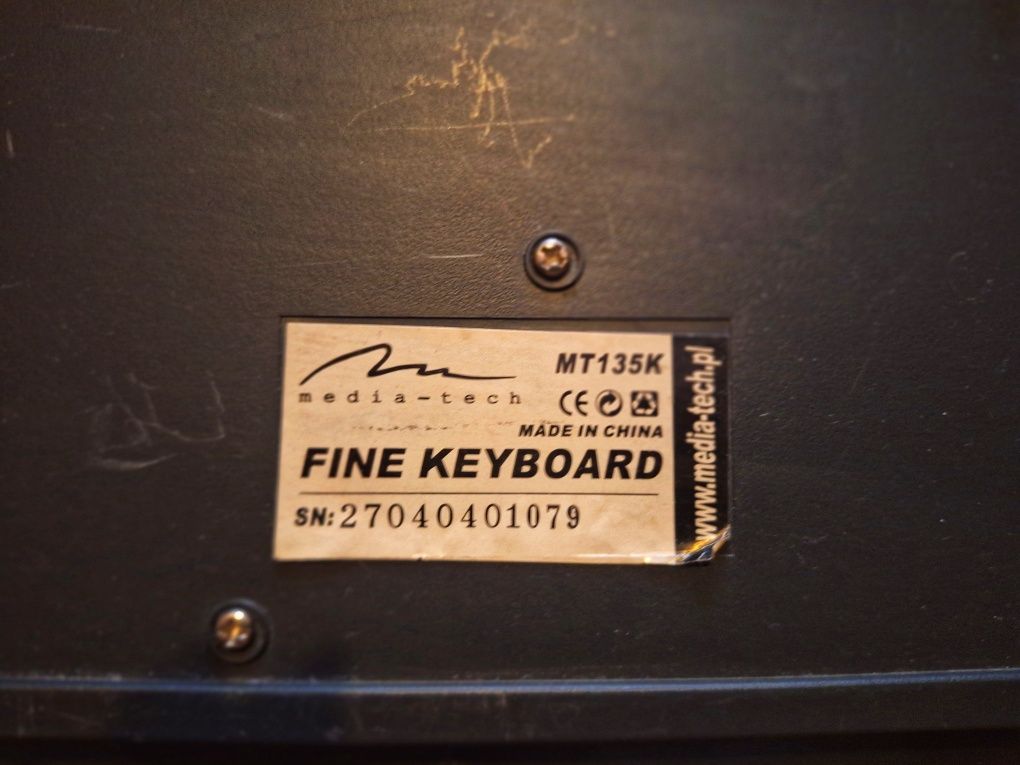 MT135K
media-tech
MADE IN CHINA
FINE KEYBOARD
SN: 27040401079
www.media-tech.pl